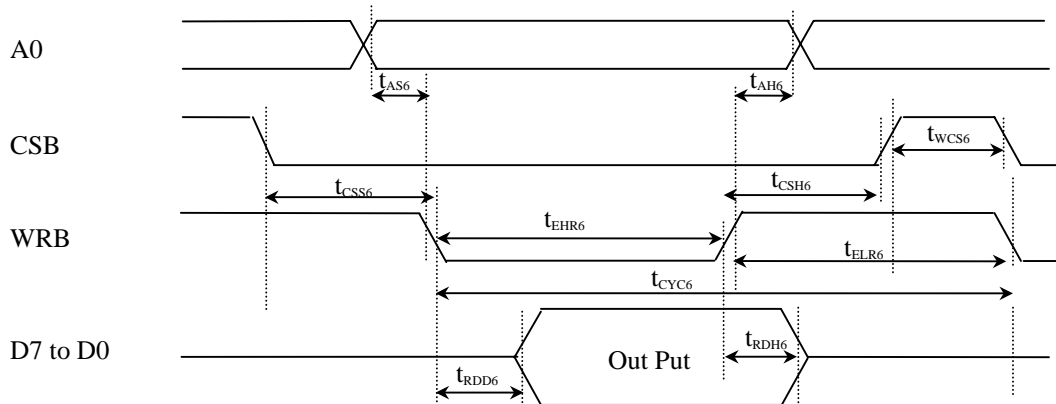 A0
tAS6
tAH6
CSB
tWCS6
tCSS6
tCSH6
WRB
tEHR6
tELR6
tCYC6
D7 to D0
Out Put
tRDH6
tRDD6